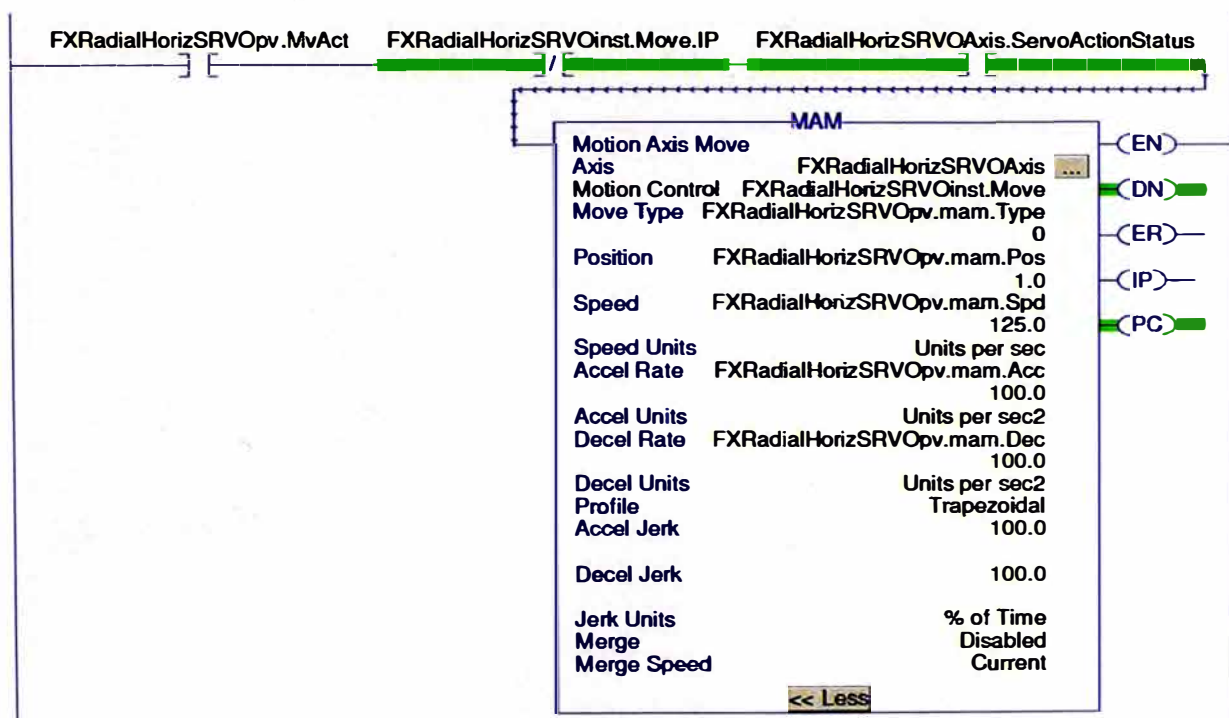 FXRadialHorizSRVOpv.MvAct FXRadialHorizSRVOinst.Move.IP FXRadialHorizSRVOAxis.ServoActionStatus
/
MAM
Motion Axis Move EN
Axis FXRadialHorizSRVOAxis ...
Motion Control FXRadialHorizSRVOinst.Move DN
Move Type FXRadialHorizSRVOpv.mam.Type
0 ER
Position FXRadialHorizSRVOpv.mam.Pos
1.0 IP
Speed FXRadialHorizSRVOpv.mam.Spd
125.0 PC
Speed Units Units per sec
Accel Rate FXRadialHorizSRVOpv.mam.Acc
100.0
Accel Units Units per sec2
Decel Rate FXRadialHorizSRVOpv.mam.Dec
100.0
Decel Units Units per sec2
Profile Trapezoidal
Accel Jerk 100.0
Decel Jerk 100.0
Jerk Units % of Time
Merge Disabled
Merge Speed Current
<< Less